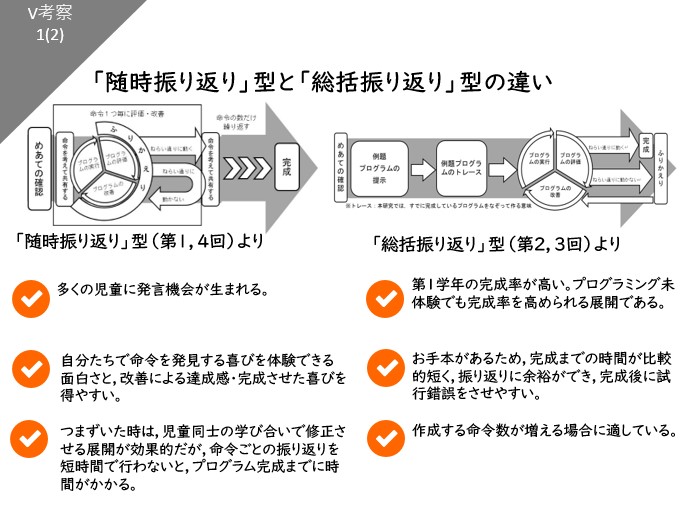 Ⅴ考察
1(2)
「随時振り返り」型と「総括振り返り」型の違い
命令１つ毎に評価・改善
命令の数だけ
繰り返す
めあての確認
命令を考えて共有する
ふりかえり
プログラムの実行
プログラムの評価
プログラムの改善
ねらい通りに動く
ねらい通りに
動かない
命令を考えて共有する
完成
めあての確認
例題
プログラムの
提示
例題プログラ
ムのトレース
プログラムの実行
プログラムの評価
プログラムの改善
ねらい通りに動く
ねらい通りに動かない
完成
ふりかえり
※トレース：本研究では，すでに完成しているプログラムをなぞって作る意味
「随時振り返り」型（第1，4回）より
「総括振り返り」型（第2，3回）より
多くの児童に発言機会が生まれる。
自分たちで命令を発見する喜びを体験できる
面白さと，改善による達成感・完成させた喜びを
得やすい。
つまずいた時は，児童同士の学び合いで修正さ
せる展開が効果的だが，命令ごとの振り返りを
短時間で行わないと，プログラム完成までに時
間がかかる。
第1学年の完成率が高い。プログラミング未
体験でも完成率を高められる展開である。
お手本があるため，完成までの時間が比較
的短く，振り返りに余裕ができ，完成後に試
行錯誤をさせやすい。
作成する命令数が増える場合に適している。